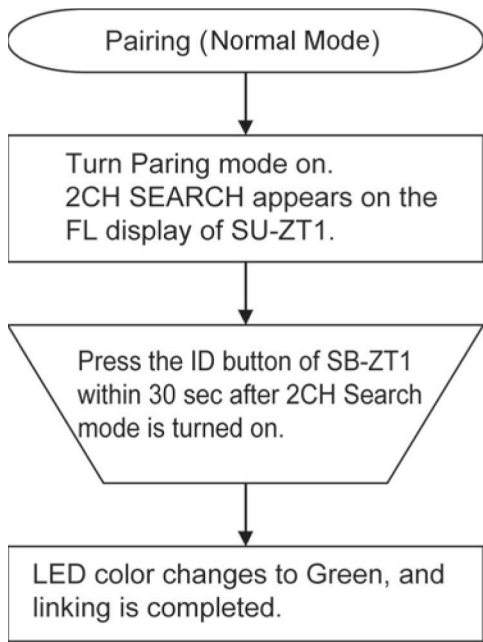 Pairing (Normal Mode)
Turn Paring mode on.
2CH SEARCH appears on the
FL display of SU-ZT1.
Press the ID button of SB-ZT1
within 30 sec after 2CH Search
mode is turned on.
LED color changes to Green, and
linking is completed.